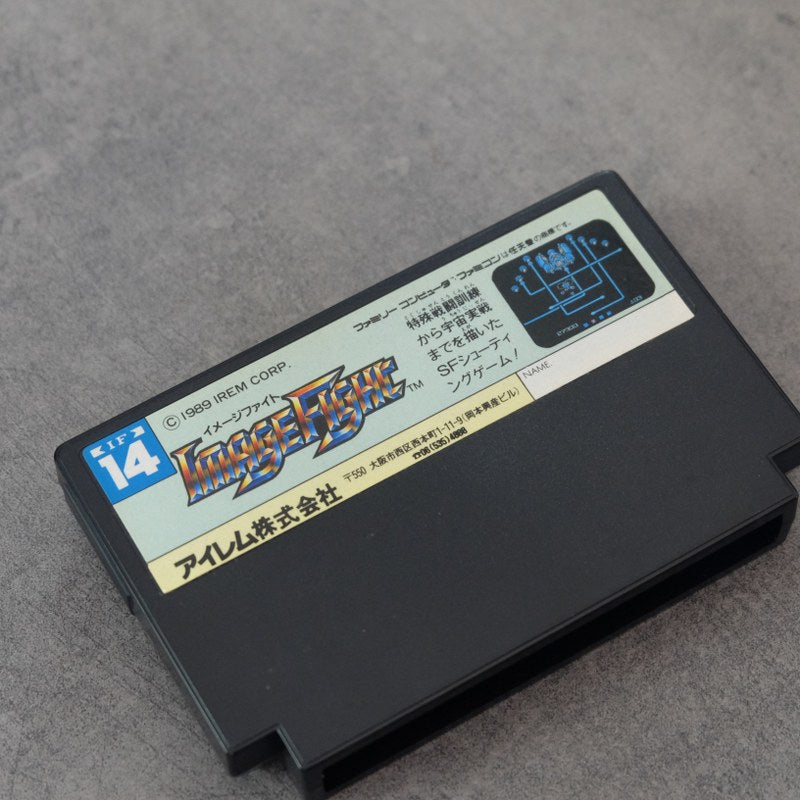 ファミリー コンピュータ・ファミコンは任天堂の商標です。
© 1989 IREM CORP.
イメージファイト
IMAGEFIGHT™
IF
14
特殊戦闘訓練
から宇宙実戦
までを描いた
SFシューティ
ングゲーム!
NAME.
アイレム株式会社
〒550 大阪市西区西本町1-11-9(岡本興産ビル)
☎06(535)4888